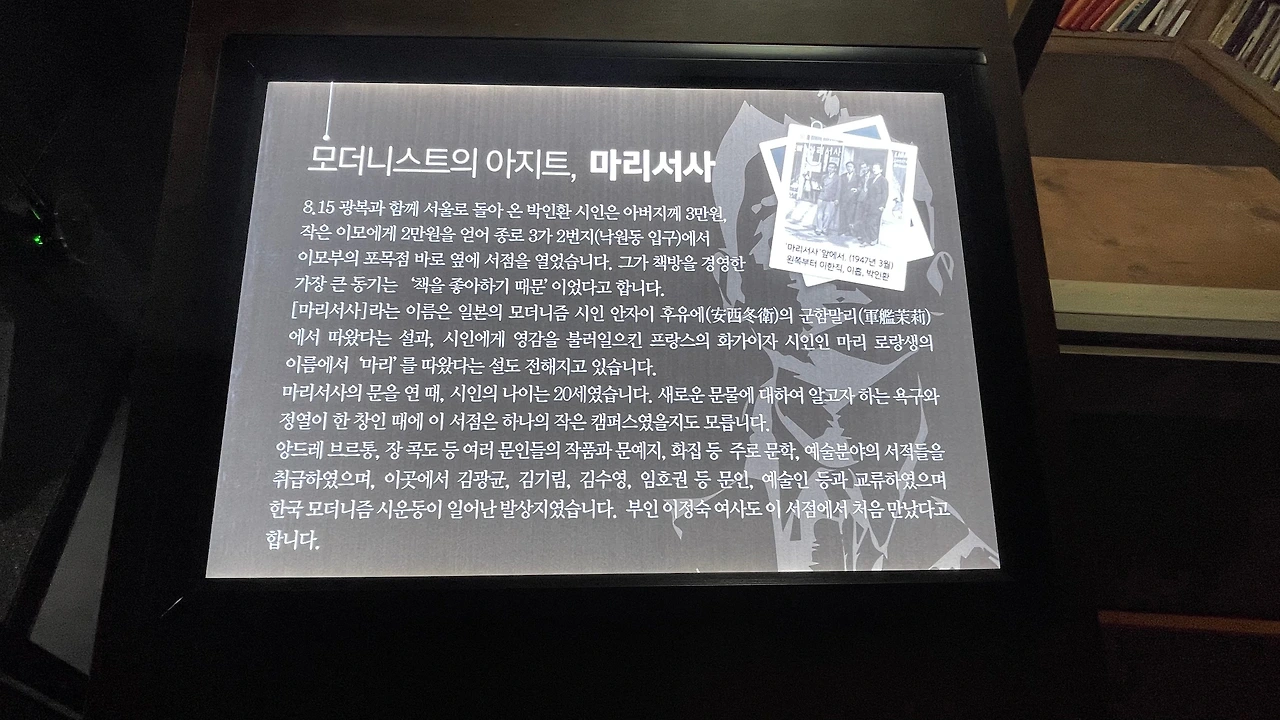 모더니스트의 아지트, 마리서사
8.15 광복과 함께 서울로 돌아 온 박인환 시인은 아버지께 3만원,
작은 이모에게 2만원을 얻어 종로 3가 2번지(낙원동 입구)에서
이모부의 포목점 바로 옆에 서점을 열었습니다. 그가 책방을 경영한
가장 큰 동기는 '책을 좋아하기 때문' 이었다고 합니다.
[마리서사]라는 이름은 일본의 모더니즘 시인 안자이 후유에(安西冬衛)의 군함말리(軍艦茉莉)
에서 따왔다는 설과, 시인에게 영감을 불러일으킨 프랑스의 화가이자 시인인 마리 로랑생의
이름에서 '마리' 를 따왔다는 설도 전해지고 있습니다.
마리서사의 문을 연 때, 시인의 나이는 20세였습니다. 새로운 문물에 대하여 알고자 하는 욕구와
정열이 한 창인 때에 이 서점은 하나의 작은 캠퍼스였을지도 모릅니다.
앙드레 브르통, 장 콕도 등 여러 문인들의 작품과 문예지, 화집 등 주로 문학, 예술분야의 서적들을
취급하였으며, 이곳에서 김광균, 김기림, 김수영, 임호권 등 문인, 예술인 등과 교류하였으며
한국 모더니즘 시운동이 일어난 발상지였습니다. 부인 이정숙 여사도 이 서점에서 처음 만났다고
합니다.
'마리서사'앞에서. (1947년 3월)
왼쪽부터 이한직, 이흡, 박인환